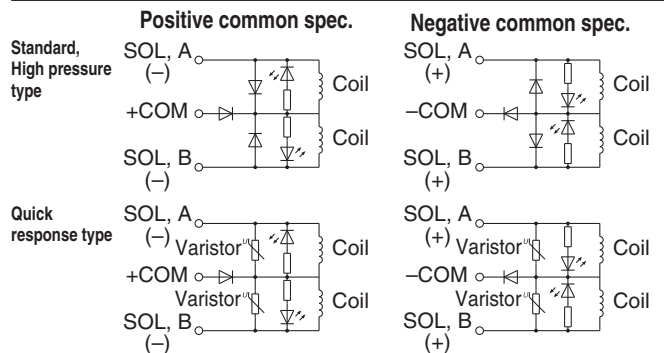 Positive common spec.
Negative common spec.
Standard,
High pressure
type
SOL, A
(–)
+COM
SOL, B
(–)
Coil
Coil
SOL, A
(+)
–COM
SOL, B
(+)
Coil
Coil
Quick
response type
SOL, A
(–)
Varistor
U
+COM
Varistor
U
SOL, B
(–)
Coil
Coil
SOL, A
(+)
Varistor
U
–COM
Varistor
U
SOL, B
(+)
Coil
Coil